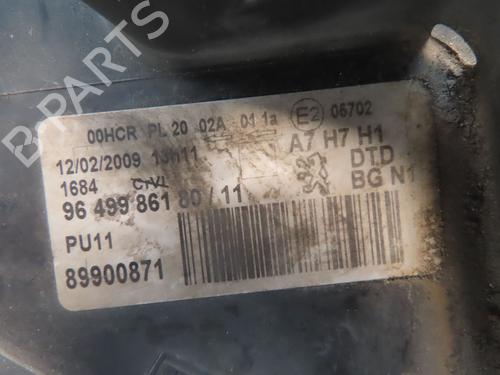 B-PARTS
00HCR PL 20 02A 01 1a E2 06702
12/02/2009 13h11 A7 H7 H1
1684 CTVL DTD
96 499 861 80 / 11 BG N1
PU11
89900871